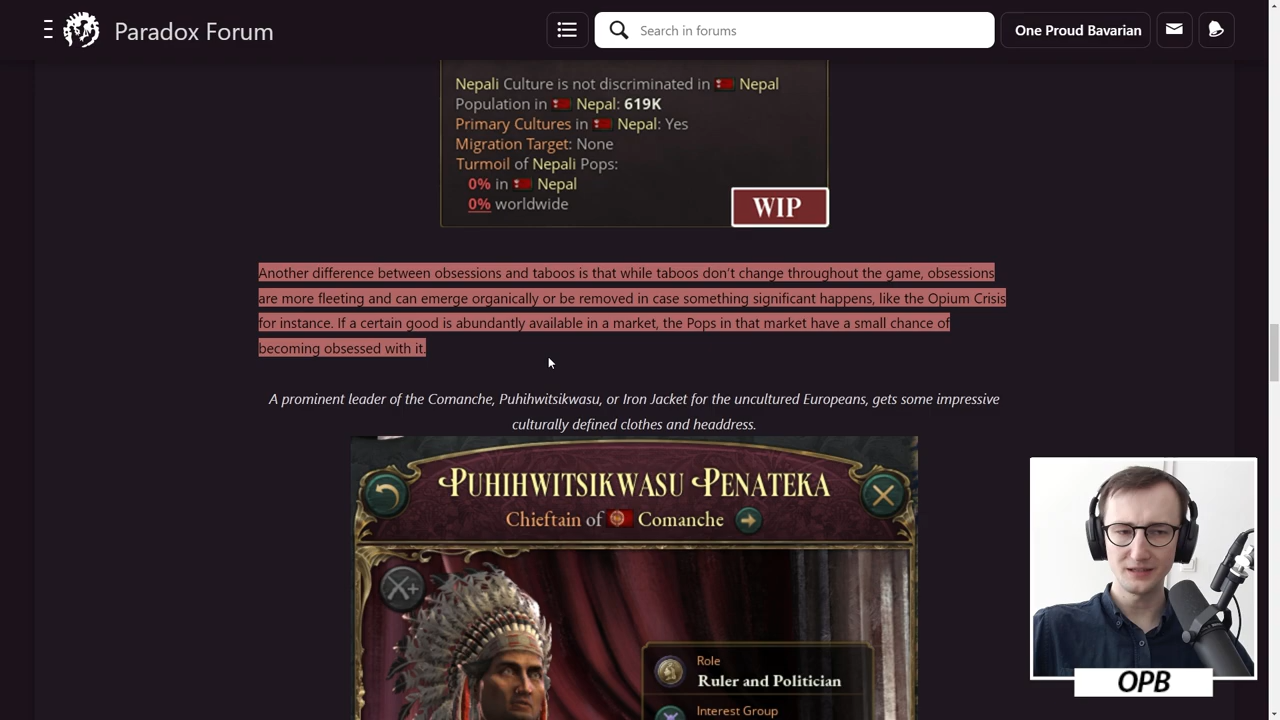 Paradox Forum
Search in forums
One Proud Bavarian
Nepali Culture is not discriminated in Nepal
Population in Nepal: 619K
Primary Cultures in Nepal: Yes
Migration Target: None
Turmoil of Nepali Pops:
0% in Nepal
0% worldwide
WIP
Another difference between obsessions and taboos is that while taboos don't change throughout the game, obsessions
are more fleeting and can emerge organically or be removed in case something significant happens, like the Opium Crisis
for instance. If a certain good is abundantly available in a market, the Pops in that market have a small chance of
becoming obsessed with it.
A prominent leader of the Comanche, Puhihwitsikwasu, or Iron Jacket for the uncultured Europeans, gets some impressive
culturally defined clothes and headdress.
Puhihwitsikwasu Penateka
Chieftain of Comanche
Role
Ruler and Politician
Interest Group
OPB